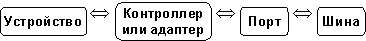 Устройство
Контроллер
или адаптер
Порт
Шина